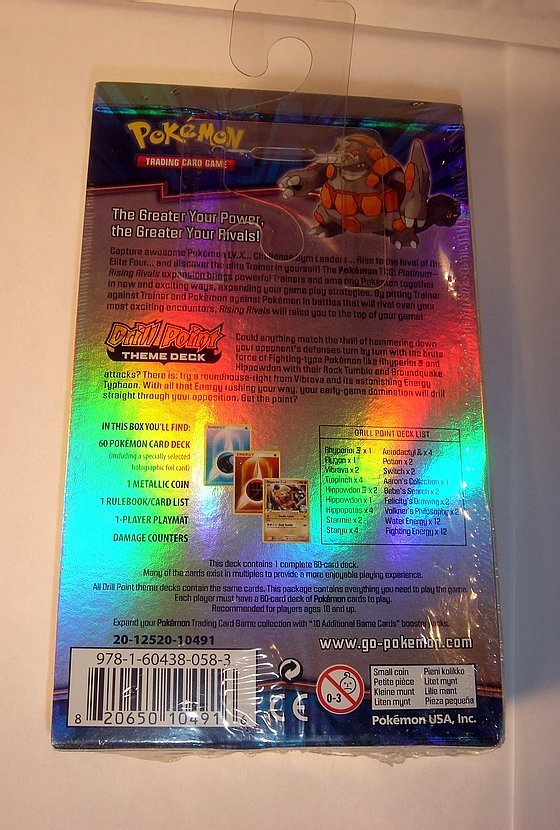 POKéMON
TRADING CARD GAME
The Greater Your Power,
the Greater Your Rivals!
Capture awesome Pokémon LV.X... Challenge Gym Leaders... Rise to the level of the
Elite Four... and discover the elite Trainer in yourself! The Pokémon TCG: Platinum—
Rising Rivals expansion brings powerful Trainers and amazing Pokémon together
in new and exciting ways, expanding your game play strategies. By pitting Trainer
against Trainer and Pokémon against Pokémon in battles that will rival even your
most exciting encounters, Rising Rivals will raise you to the top of your game!
Drill Point
THEME DECK
Could anything match the thrill of hammering down
your opponent's defenses turn by turn with the brute
force of Fighting-type Pokémon like Rhyperior and
Hippowdon with their Rock Tumble and Groundquake
attacks? There is: try a roundhouse-right from Vibrava and its astonishing Energy
Typhoon. With all that Energy rushing your way, your early-game domination will drill
straight through your opposition. Get the point?
IN THIS BOX YOU'LL FIND:
60 POKÉMON CARD DECK
(including a specially selected
holographic foil card)
1 METALLIC COIN
1 RULEBOOK/CARD LIST
1-PLAYER PLAYMAT
DAMAGE COUNTERS
DRILL POINT DECK LIST
Rhyperior x 1
Flygon x 1
Vibrava x 2
Trapinch x 4
Hippowdon x 2
Hippowdon x 1
Hippopotas x 4
Starmie x 2
Staryu x 4
Aerodactyl x 4
Potion x 2
Switch x 2
Aaron's Collection x 1
Bebe's Search x 2
Felicity's Drawing x 2
Volkner's Philosophy x 2
Water Energy x 12
Fighting Energy x 12
This deck contains 1 complete 60-card deck.
Many of the cards exist in multiples to provide a more enjoyable playing experience.
All Drill Point theme decks contain the same cards. This package contains everything you need to play the game.
Each player must have a 60-card deck of Pokémon cards to play.
Recommended for players ages 10 and up.
Expand your Pokémon Trading Card Game collection with "10 Additional Game Cards" booster packs.
20-12520-10491
www.go-pokemon.com
978-1-60438-058-3
8 20650 10491 6
CE
0-3
Small coin
Petite pièce
Kleine munt
Liten mynt
Pieni kolikko
Litet mynt
Lille mønt
Pieza pequeña
Pokémon USA, Inc.